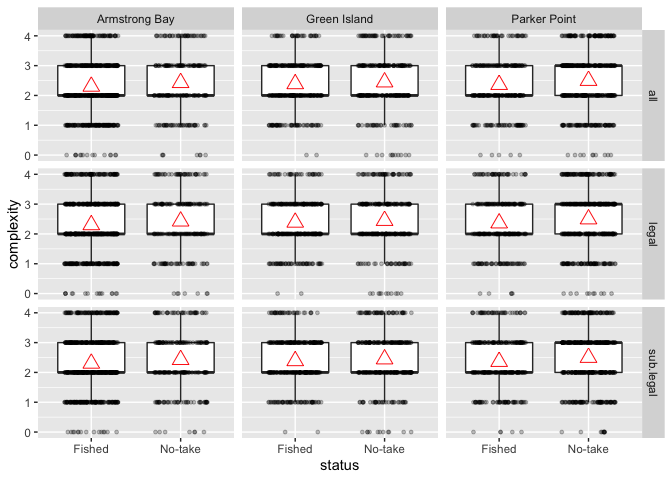 Armstrong Bay Green Island Parker Point
4
3
2
1
0
all
4
3
2
1
0
legal
4
3
2
1
0
sub.legal
complexity
Fished No-take Fished No-take Fished No-take
status